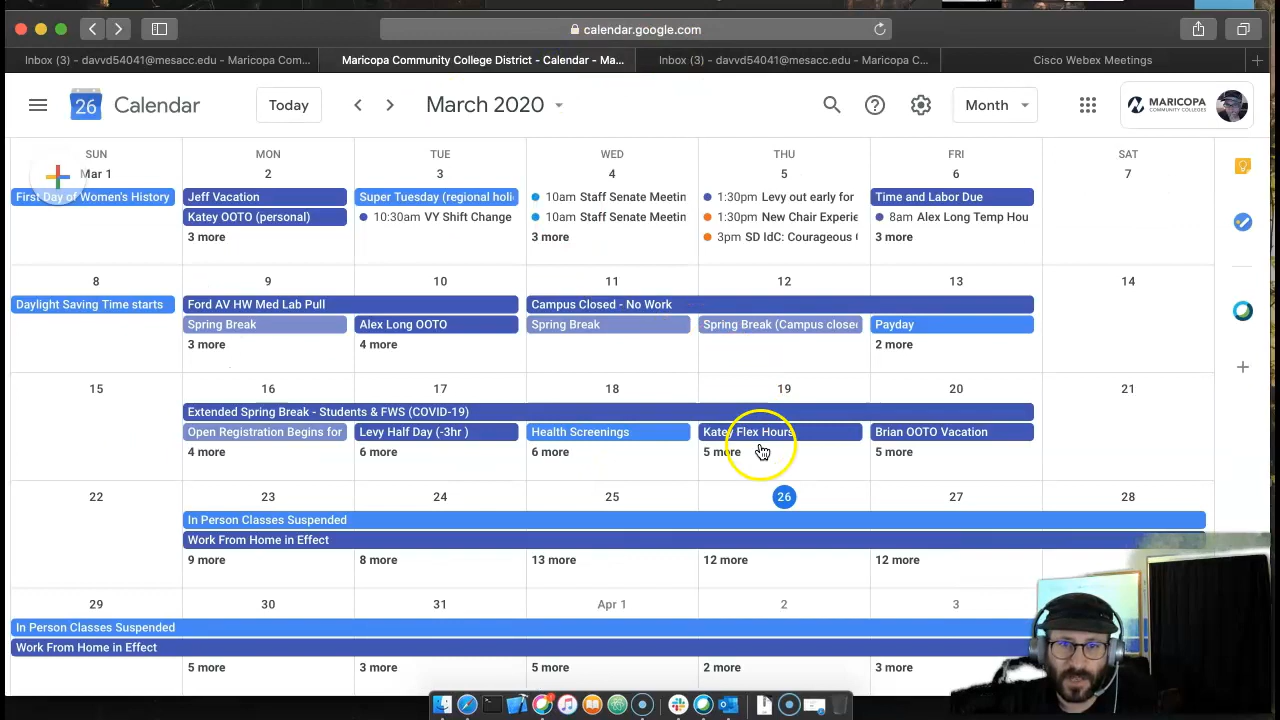 calendar.google.com
Inbox (3) - davvd54041@mesacc.edu - Maricopa Com...
Maricopa Community College District - Calendar - Ma...
Inbox (3) - davvd54041@mesacc.edu - Maricopa C...
Cisco Webex Meetings
26 Calendar
Today
March 2020
Month
MARICOPA
COMMUNITY COLLEGES
SUN MON TUE WED THU FRI SAT
Mar 1 2 3 4 5 6 7
First Day of Women's History
Jeff Vacation
Super Tuesday (regional holi
10am Staff Senate Meetin
1:30pm Levy out early for
Time and Labor Due
Katey OOTO (personal)
10:30am VY Shift Change
10am Staff Senate Meetin
1:30pm New Chair Experie
8am Alex Long Temp Hou
3 more
3 more
3pm SD IdC: Courageous
3 more
8 9 10 11 12 13 14
Daylight Saving Time starts
Ford AV HW Med Lab Pull
Campus Closed - No Work
Spring Break
Alex Long OOTO
Spring Break
Spring Break (Campus closed
Payday
3 more
4 more
2 more
15 16 17 18 19 20 21
Extended Spring Break - Students & FWS (COVID-19)
Open Registration Begins for
Levy Half Day (-3hr )
Health Screenings
Katey Flex Hours
Brian OOTO Vacation
4 more
6 more
6 more
5 more
5 more
22 23 24 25 26 27 28
In Person Classes Suspended
Work From Home in Effect
9 more
8 more
13 more
12 more
12 more
29 30 31 Apr 1 2 3
In Person Classes Suspended
Work From Home in Effect
5 more
3 more
5 more
2 more
3 more